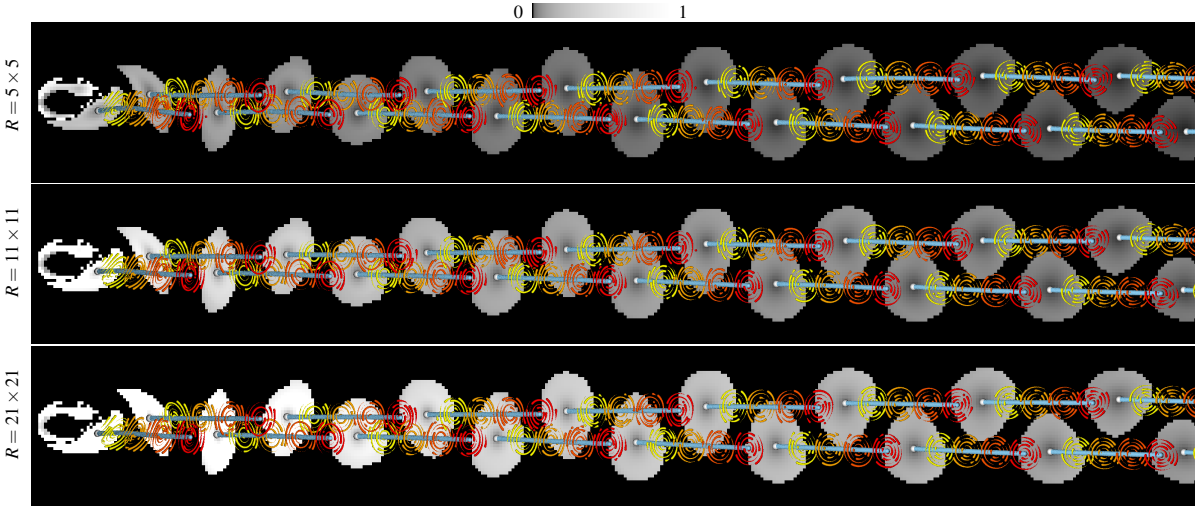 0 1
R = 5 × 5
R = 11 × 11
R = 21 × 21